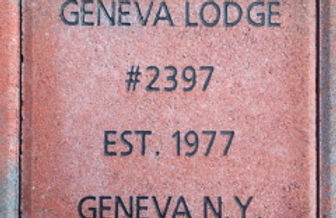 GENEVA LODGE
#2397
EST. 1977
GENEVA N.Y.